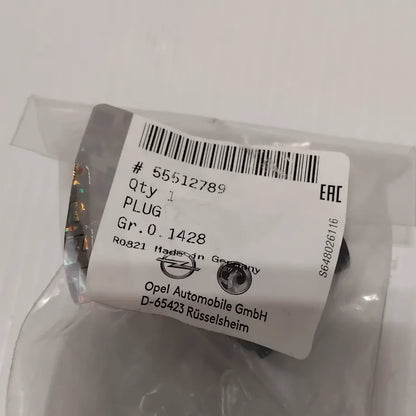 # 55512789
Qty 1
PLUG
Gr.0.1428
R0821 Made in Germany
Opel Automobile GmbH
D-65423 Rüsselsheim
EAC
S648026116